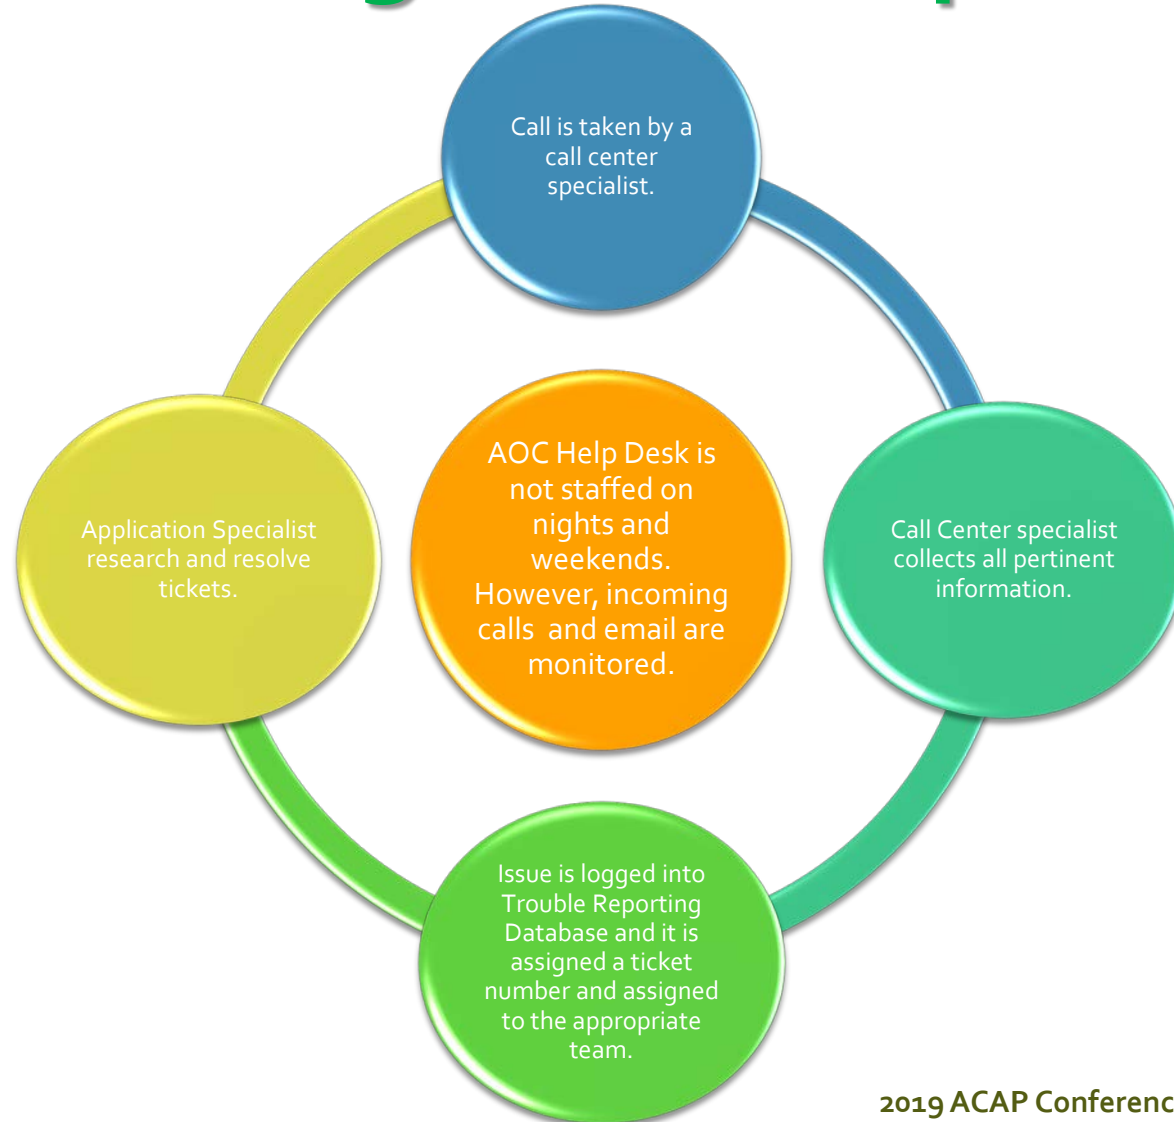 Call is taken by a
call center
specialist.
AOC Help Desk is
not staffed on
nights and
weekends.
However, incoming
calls and email are
monitored.
Application Specialist
research and resolve
tickets.
Call Center specialist
collects all pertinent
information.
Issue is logged into
Trouble Reporting
Database and it is
assigned a ticket
number and assigned
to the appropriate
team.
2019 ACAP Conferenc